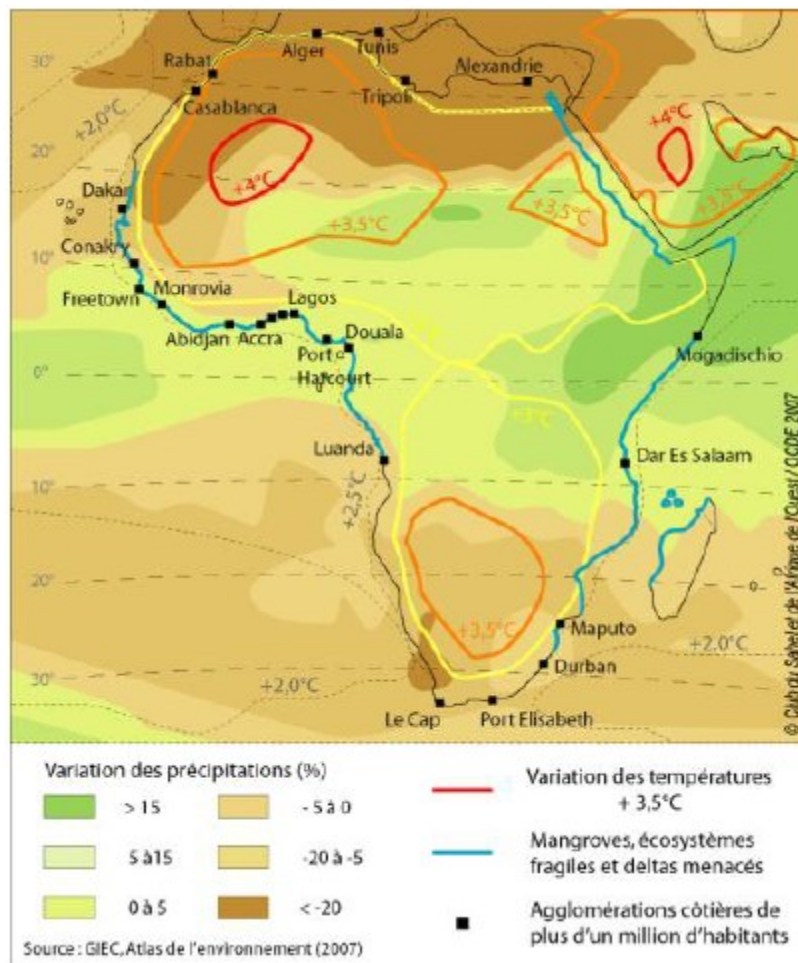 Alger
Tunis
30°
Rabat
Alexandrie
Tripoli
Casablanca
+2,0°C
+4°C
20°
+4°C
Dakar
+3,5°C
+3,5°C
+3,5°C
10°
Conakry
Freetown
Monrovia
Lagos
Abidjan
Accra
Douala
Port
Harcourt
Mogadischio
0°
+3°C
Luanda
Dar Es Salaam
10°
+2,5°C
20°
+3,5°C
Maputo
+2,0°C
Durban
30°
+2,0°C
Le Cap
Port Elisabeth
© Club du Sahel et de l'Afrique de l'Ouest / OCDE 2007
Variation des précipitations (%)
> 15
5 à 15
0 à 5
- 5 à 0
-20 à -5
< -20
Variation des températures
+ 3,5°C
Mangroves, écosystèmes
fragiles et deltas menacés
Agglomérations côtières de
plus d'un million d'habitants
Source : GIEC, Atlas de l'environnement (2007)